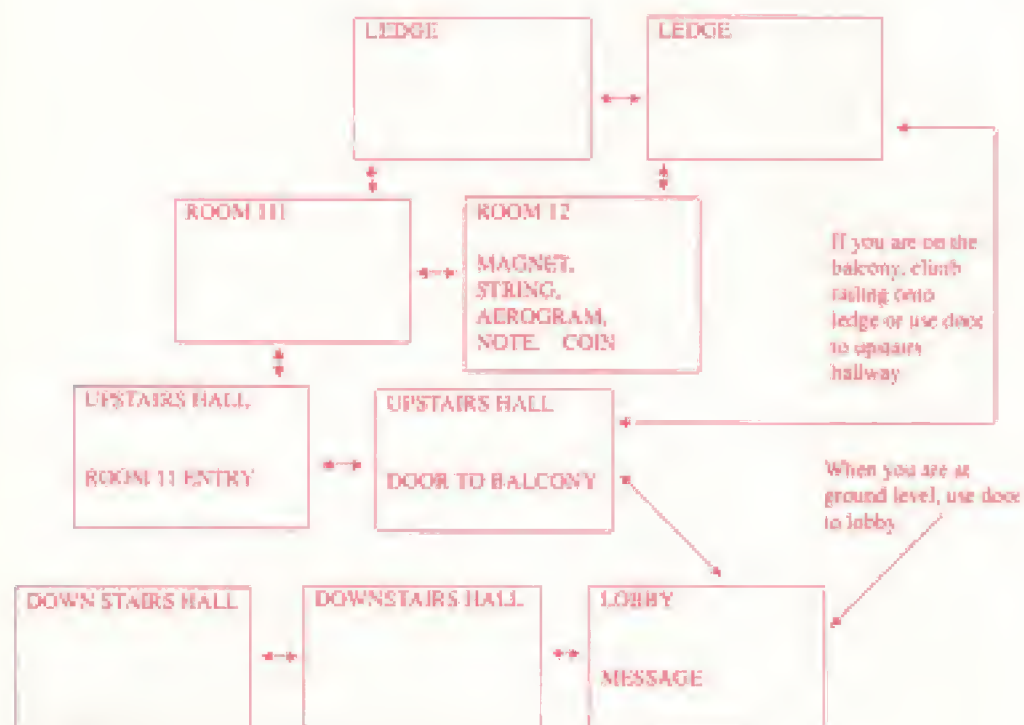 LEDGE
LEDGE
ROOM 111
ROOM 12
MAGNET,
STRING,
AEROGRAM,
NOTE. COIN
If you are on the
balcony, climb
railing onto
ledge or use door
to upstairs
hallway
UPSTAIRS HALL,
ROOM 11 ENTRY
UPSTAIRS HALL
DOOR TO BALCONY
When you are at
ground level, use door
to lobby
DOWN STAIRS HALL
DOWNSTAIRS HALL
LOBBY
MESSAGE